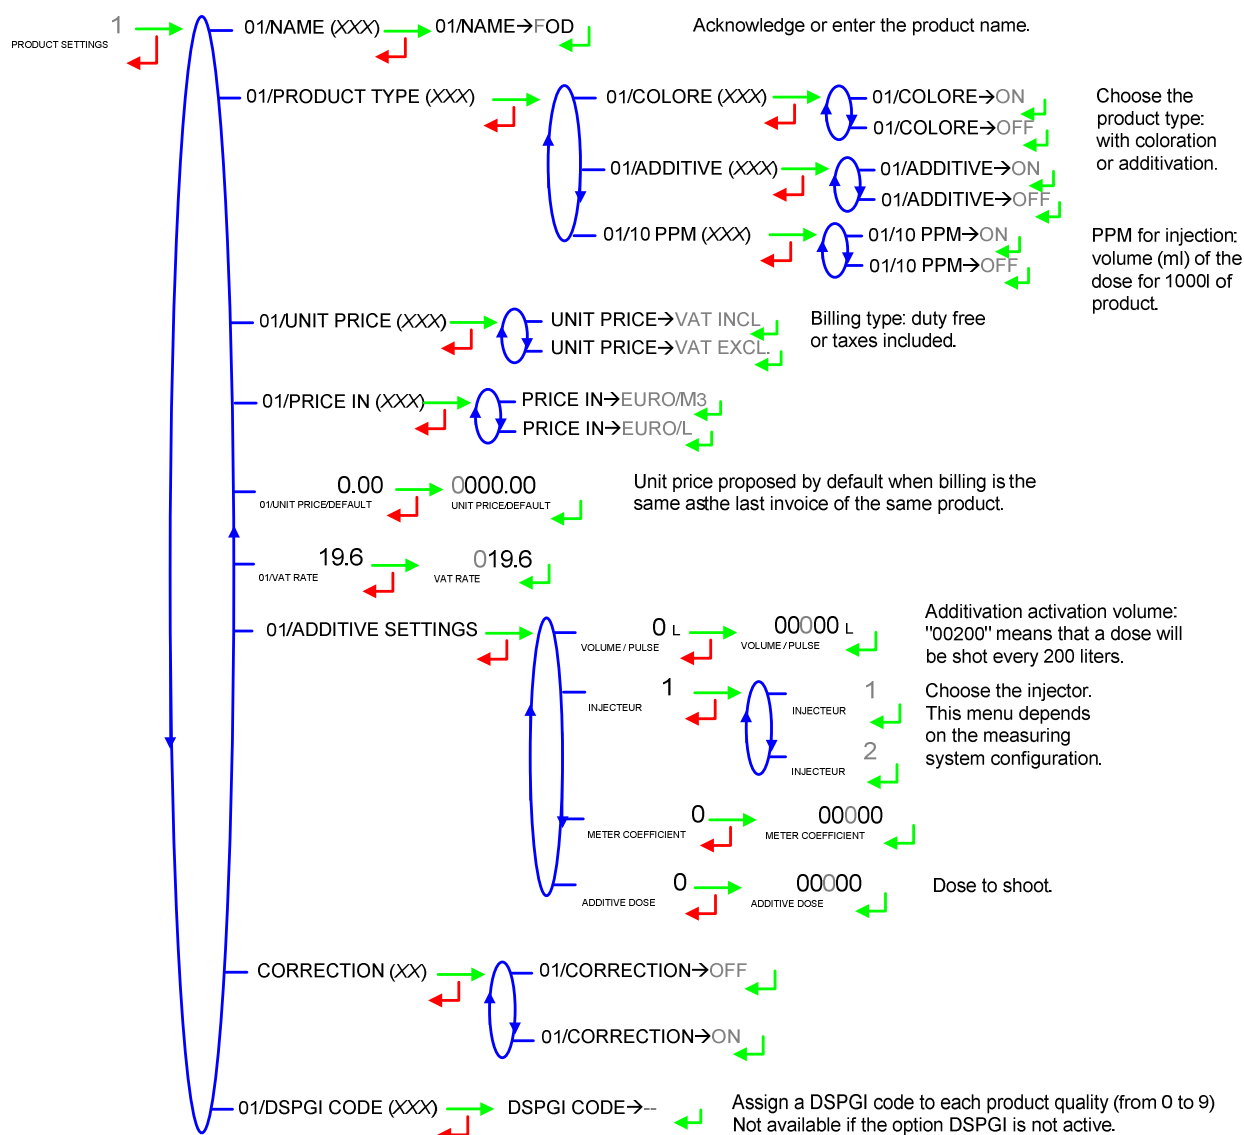 1
PRODUCT SETTINGS
01/NAME (XXX)
01/NAME→FOD
Acknowledge or enter the product name.
01/PRODUCT TYPE (XXX)
01/COLORE (XXX)
01/COLORE→ON
01/COLORE→OFF
Choose the
product type:
with coloration
or additivation.
01/ADDITIVE (XXX)
01/ADDITIVE→ON
01/ADDITIVE→OFF
01/10 PPM (XXX)
01/10 PPM→ON
01/10 PPM→OFF
PPM for injection:
volume (ml) of the
dose for 1000l of
product.
01/UNIT PRICE (XXX)
UNIT PRICE→VAT INCL
UNIT PRICE→VAT EXCL.
Billing type: duty free
or taxes included.
01/PRICE IN (XXX)
PRICE IN→EURO/M3
PRICE IN→EURO/L
0.00
01/UNIT PRICE/DEFAULT
0000.00
UNIT PRICE/DEFAULT
Unit price proposed by default when billing is the
same as the last invoice of the same product.
19.6
01/VAT RATE
019.6
VAT RATE
01/ADDITIVE SETTINGS
0 L
VOLUME / PULSE
00000 L
VOLUME / PULSE
Additivation activation volume:
"00200" means that a dose will
be shot every 200 liters.
1
INJECTEUR
1
INJECTEUR
2
INJECTEUR
Choose the injector.
This menu depends
on the measuring
system configuration.
0
METER COEFFICIENT
00000
METER COEFFICIENT
0
ADDITIVE DOSE
00000
ADDITIVE DOSE
Dose to shoot.
CORRECTION (XX)
01/CORRECTION→OFF
01/CORRECTION→ON
01/DSPGI CODE (XXX)
DSPGI CODE→--
Assign a DSPGI code to each product quality (from 0 to 9)
Not available if the option DSPGI is not active.